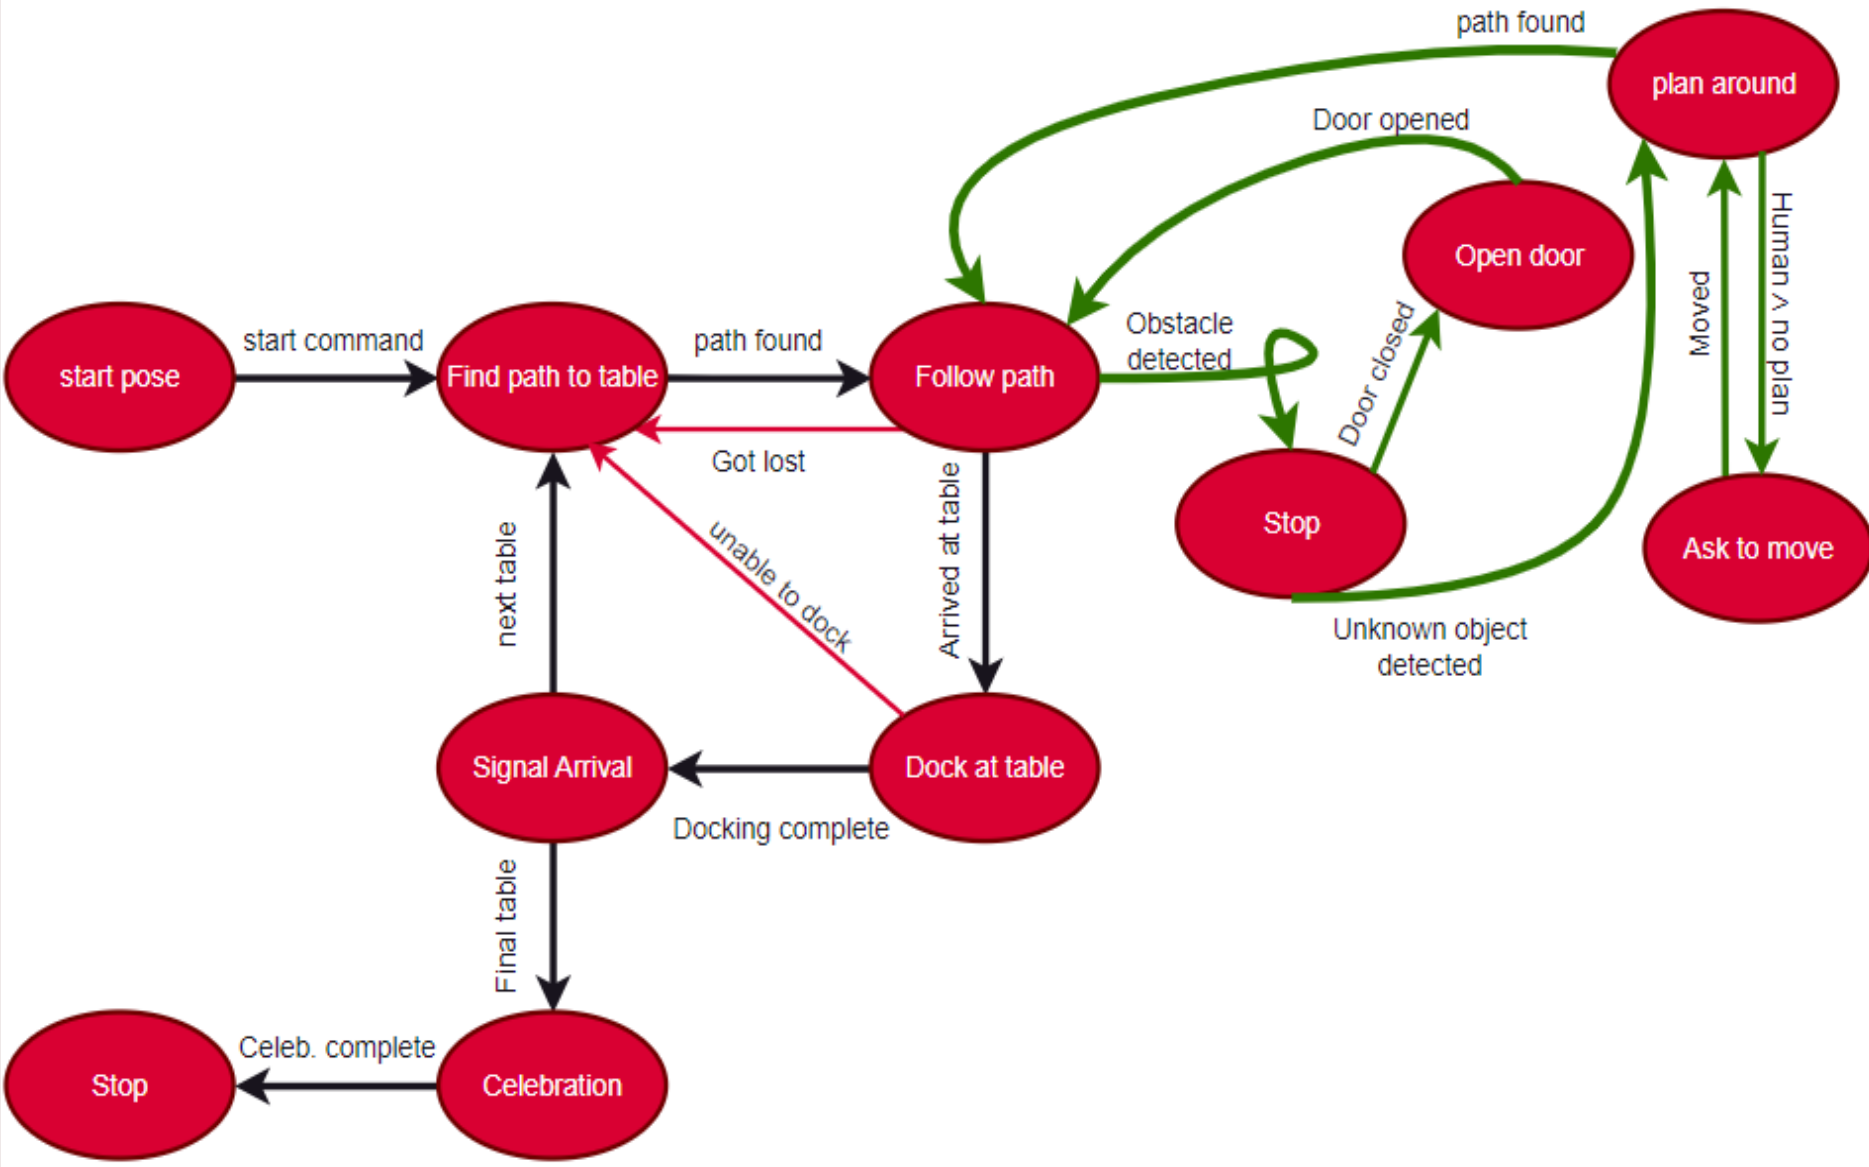 path found
plan around
Door opened
Human ∧ no plan
Open door
Moved
start command
path found
Obstacle
detected
Door closed
start pose
Find path to table
Follow path
Got lost
Arrived at table
Stop
Ask to move
next table
unable to dock
Unknown object
detected
Signal Arrival
Dock at table
Docking complete
Final table
Celeb. complete
Stop
Celebration